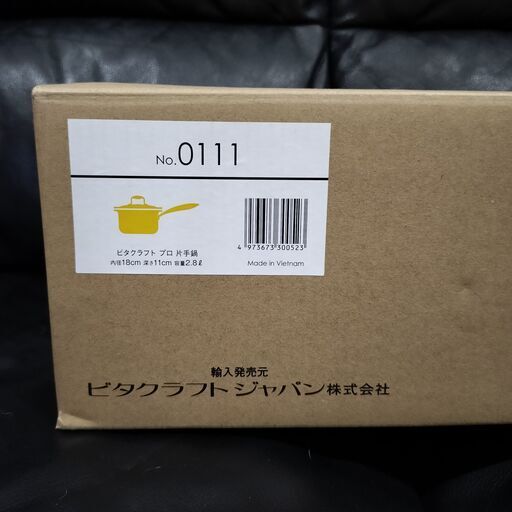 No.0111
4 973673 300523
ビタクラフト プロ 片手鍋
内径18cm 深さ11cm 容量2.8ℓ
Made in Vietnam
輸入発売元
ビタクラフトジャパン株式会社